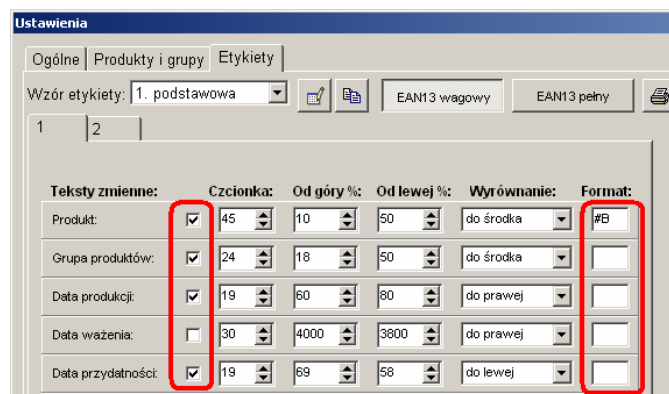 Ustawienia
Ogólne Produkty i grupy Etykiety
Wzór etykiety: 1. podstawowa EAN13 wagowy EAN13 pełny
1 2
Teksty zmienne: Czcionka: Od góry %: Od lewej %: Wyrównanie: Format:
Produkt: 45 10 50 do środka #B
Grupa produktów: 24 18 50 do środka
Data produkcji: 19 60 80 do prawej
Data ważenia: 30 4000 3800 do prawej
Data przydatności: 19 69 58 do lewej